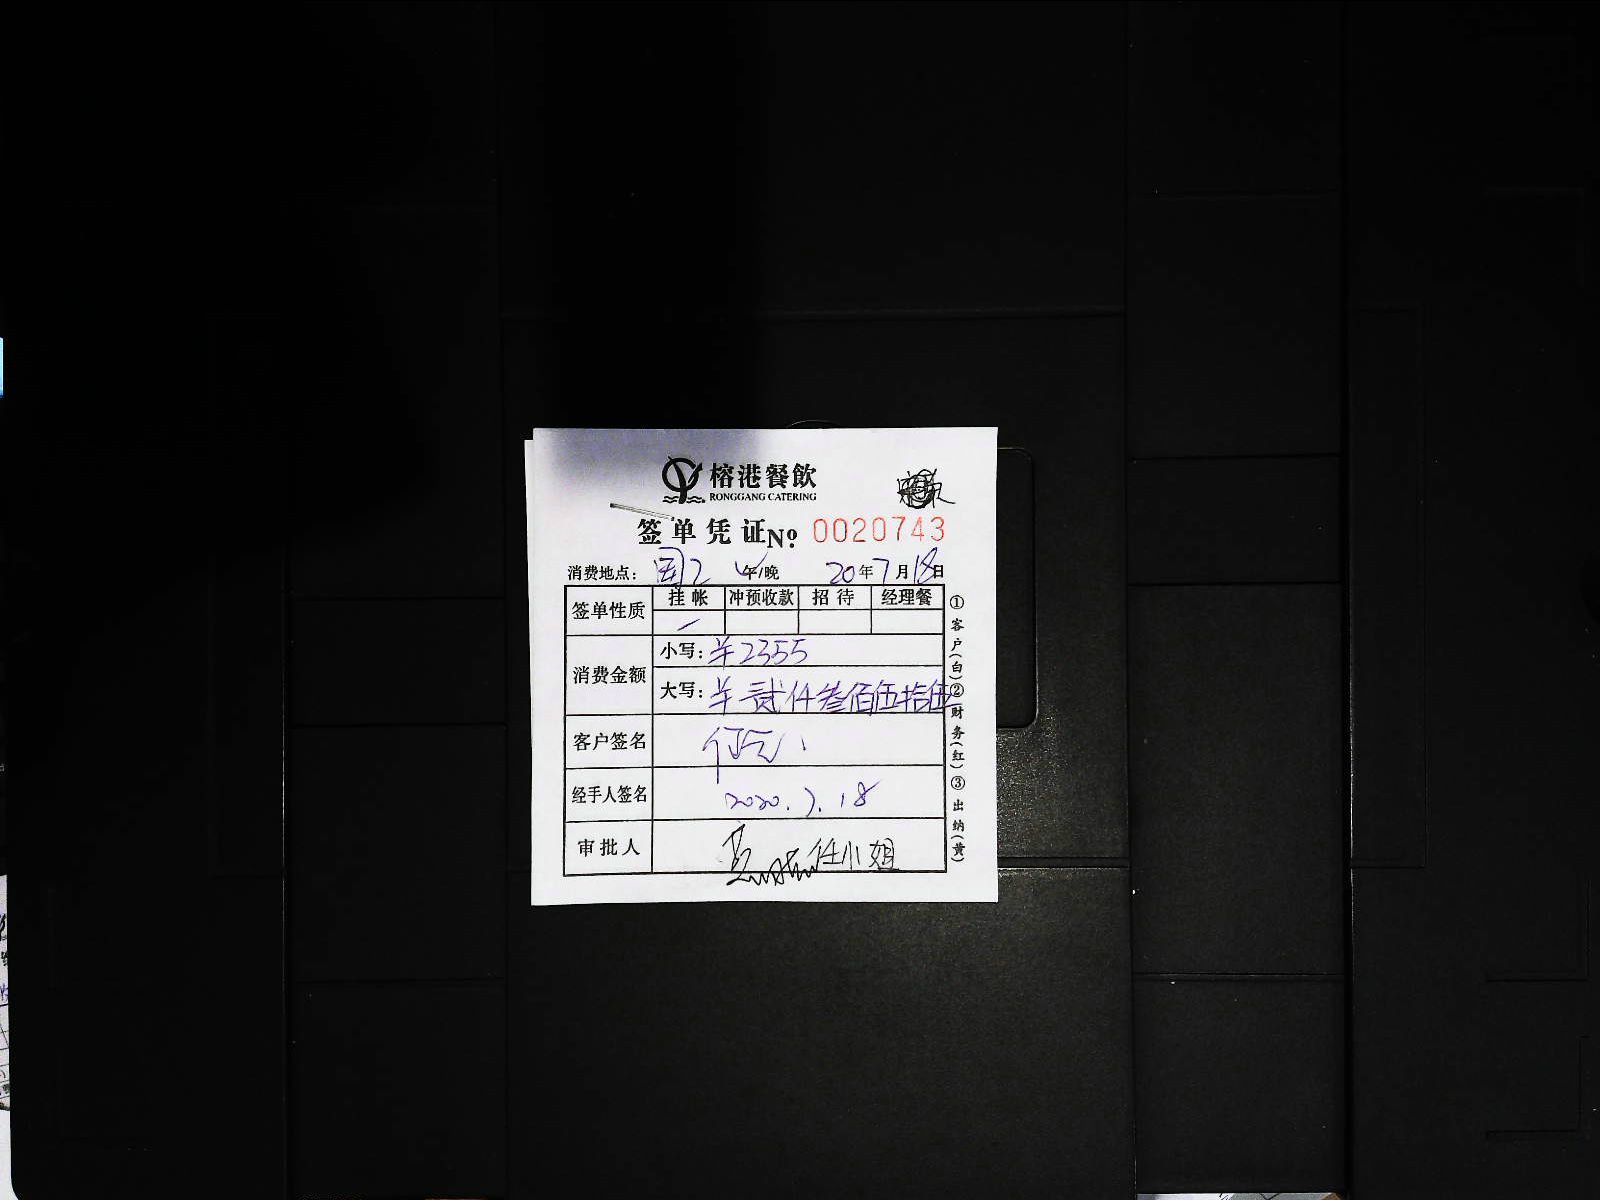 榕港餐飲
RONGGANG CATERING
签单凭证 No. 0020743
消费地点: 午/晚 20年7月18日
签单性质 挂帐 冲预收款 招待 经理餐
消费金额 小写: ¥2355
大写: ¥贰仟叁佰伍拾伍
客户签名
经手人签名 2020.7.18
审批人 任小姐
①客户(白)②财务(红)③出纳(黄)